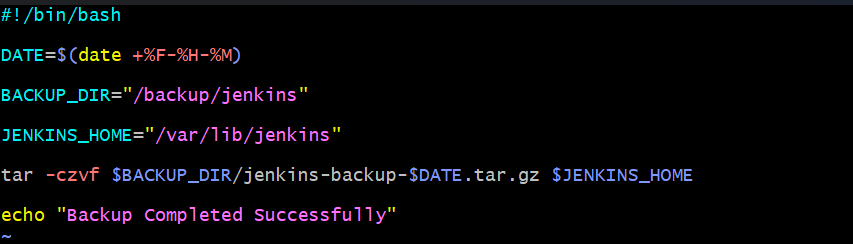 #!/bin/bash
DATE=$(date +%F-%H-%M)
BACKUP_DIR="/backup/jenkins"
JENKINS_HOME="/var/lib/jenkins"
tar -czvf $BACKUP_DIR/jenkins-backup-$DATE.tar.gz $JENKINS_HOME
echo "Backup Completed Successfully"
~